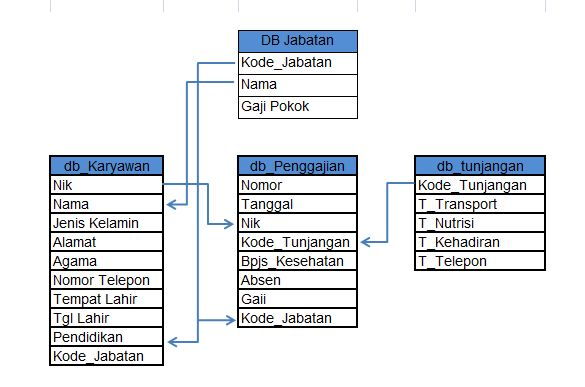 DB Jabatan
Kode_Jabatan
Nama
Gaji Pokok
db_Karyawan
Nik
Nama
Jenis Kelamin
Alamat
Agama
Nomor Telepon
Tempat Lahir
Tgl Lahir
Pendidikan
Kode_Jabatan
db_Penggajian
Nomor
Tanggal
Nik
Kode_Tunjangan
Bpjs_Kesehatan
Absen
Gaii
Kode_Jabatan
db_tunjangan
Kode_Tunjangan
T_Transport
T_Nutrisi
T_Kehadiran
T_Telepon